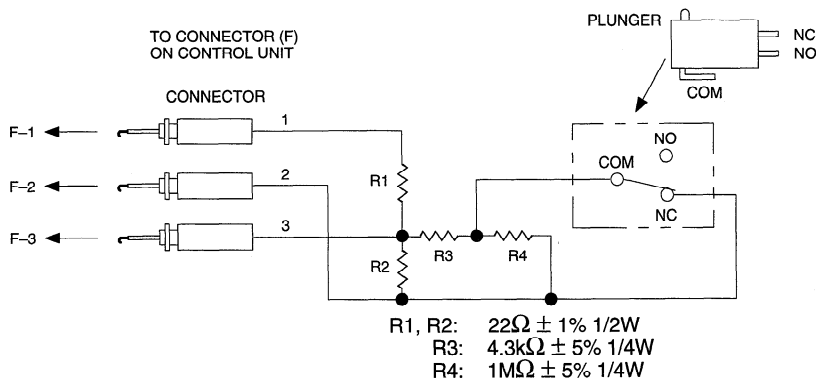 PLUNGER
NC
NO
COM
TO CONNECTOR (F)
ON CONTROL UNIT
CONNECTOR
F–1
1
R1
NO
COM
NC
F–2
2
F–3
3
R3
R4
R2
R1, R2: 22Ω ± 1% 1/2W
R3: 4.3kΩ ± 5% 1/4W
R4: 1MΩ ± 5% 1/4W